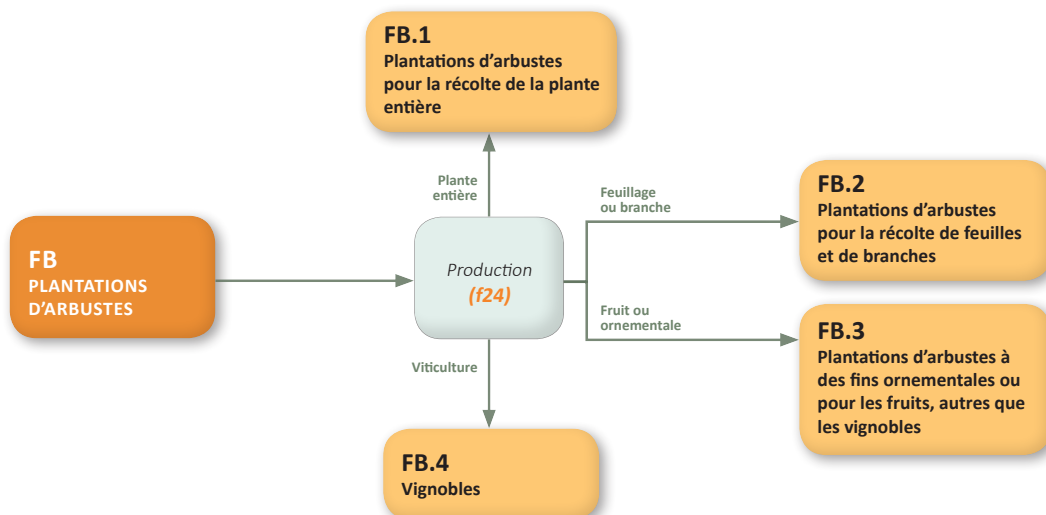 FB.1
Plantations d’arbustes
pour la récolte de la plante
entière
Plante
entière
Feuillage
ou branche
FB.2
Plantations d’arbustes
pour la récolte de feuilles
et de branches
FB
PLANTATIONS
D’ARBUSTES
Production
(f24)
Fruit ou
ornementale
FB.3
Plantations d’arbustes à
des fins ornementales ou
pour les fruits, autres que
les vignobles
Viticulture
FB.4
Vignobles